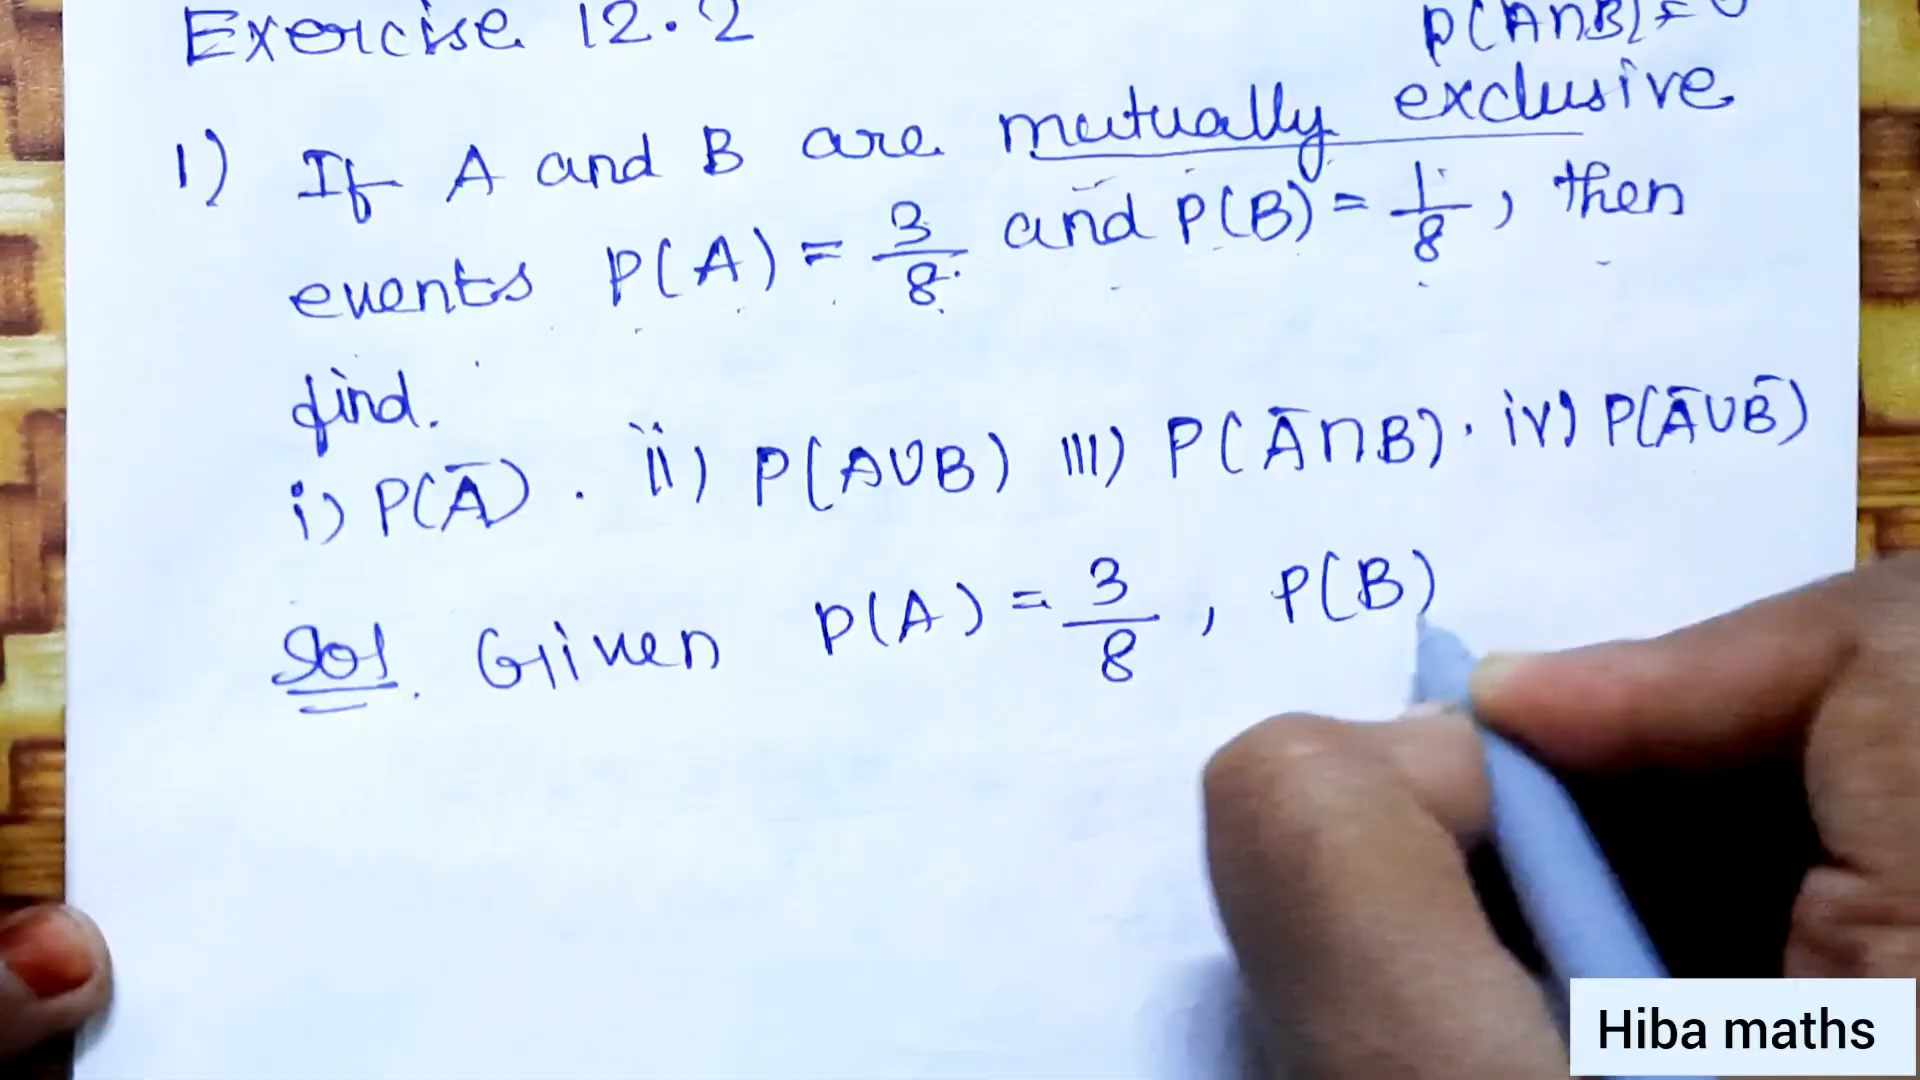 Exercise 12.2
P(A∩B)=0
1) If A and B are mutually exclusive
events P(A) = 3/8 and P(B) = 1/8, then
find.
i) P(Ā). ii) P(A∪B) iii) P(Ā∩B). iv) P(Ā∪B̄)
Sol. Given P(A) = 3/8, P(B)
Hiba maths